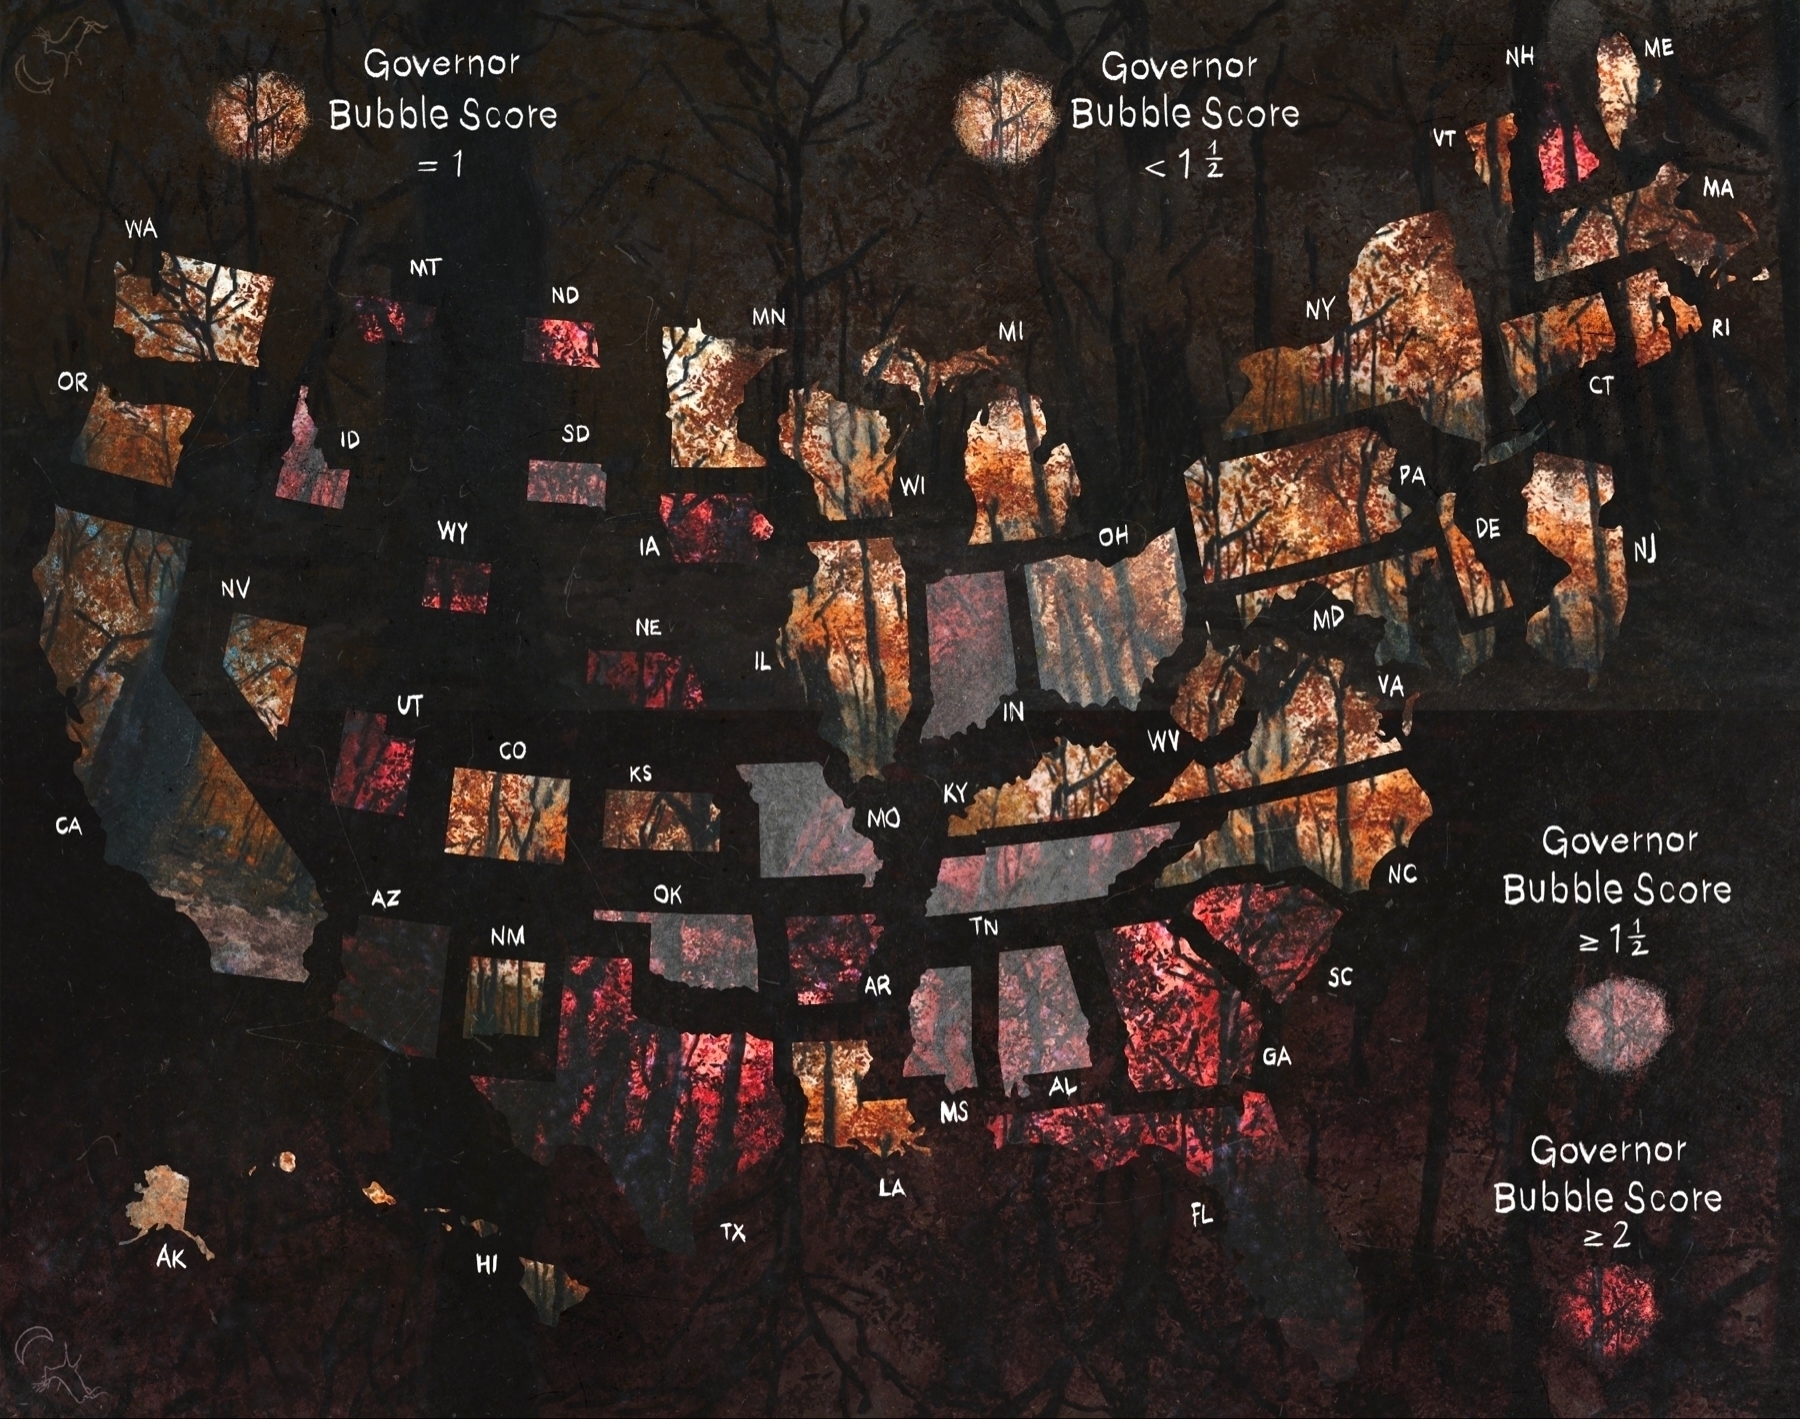 Governor
Bubble Score
= 1
Governor
Bubble Score
< 1 1/2
NH
ME
VT
MA
WA
MT
ND
MN
MI
NY
RI
OR
ID
SD
CT
WI
PA
WY
IA
OH
DE
NJ
NV
NE
IL
MD
UT
IN
VA
CO
KS
WV
KY
CA
MO
Governor
Bubble Score
≥ 1 1/2
AZ
OK
NC
NM
TN
AR
SC
GA
AL
MS
LA
TX
FL
AK
HI
Governor
Bubble Score
≥ 2